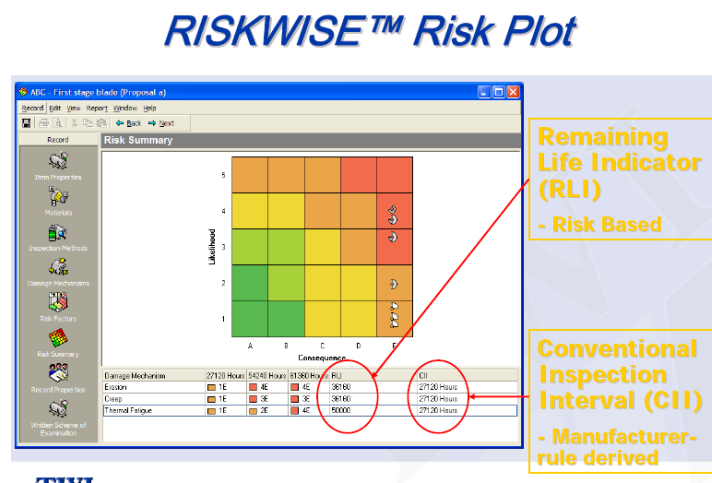 RISKWISE™ Risk Plot
ABC - First stage blade (Proposal a)
Record Edit View Report Window Help
Back Next
Record
Risk Summary
Item Properties
Materials
Inspection Methods
Damage Mechanisms
Risk Factors
Risk Summary
Record Properties
Written Scheme of
Examination
Likelihood
5
4
3
2
1
A B C D E
Consequence
Damage Mechanism 27120 Hours 54240 Hours 81360 Hours RLI CII
Erosion 1E 4E 4E 36160 27120 Hours
Creep 1E 3E 3E 36160 27120 Hours
Thermal Fatigue 1E 2E 4E 50000 27120 Hours
Remaining
Life Indicator
(RLI)
- Risk Based
Conventional
Inspection
Interval (CII)
- Manufacturer-
rule derived
TWI